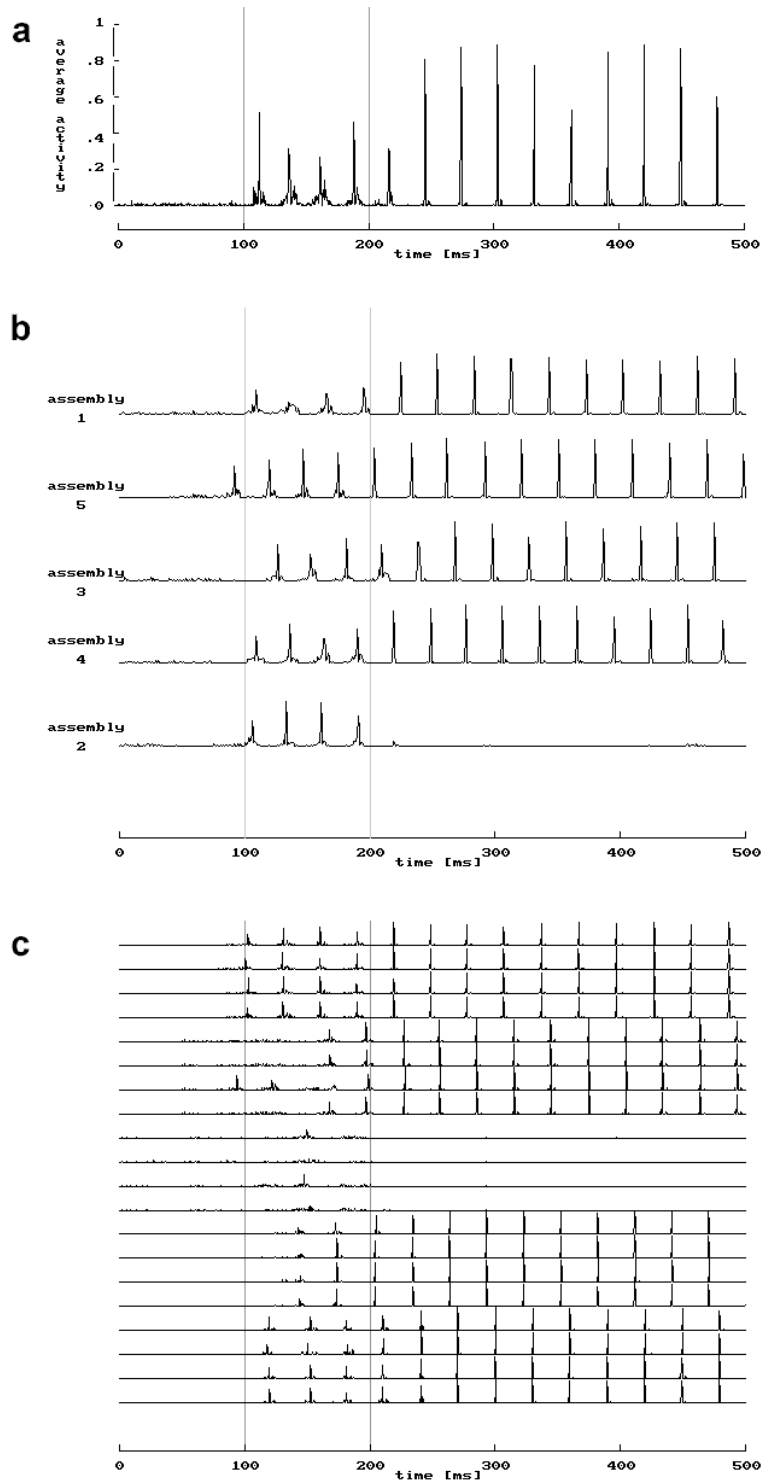 a
average activity
1
.8
.6
.4
.2
0
0 100 200 300 400 500
time [ms]
b
assembly
1
assembly
5
assembly
3
assembly
4
assembly
2
0 100 200 300 400 500
time [ms]
c
0 100 200 300 400 500
time [ms]